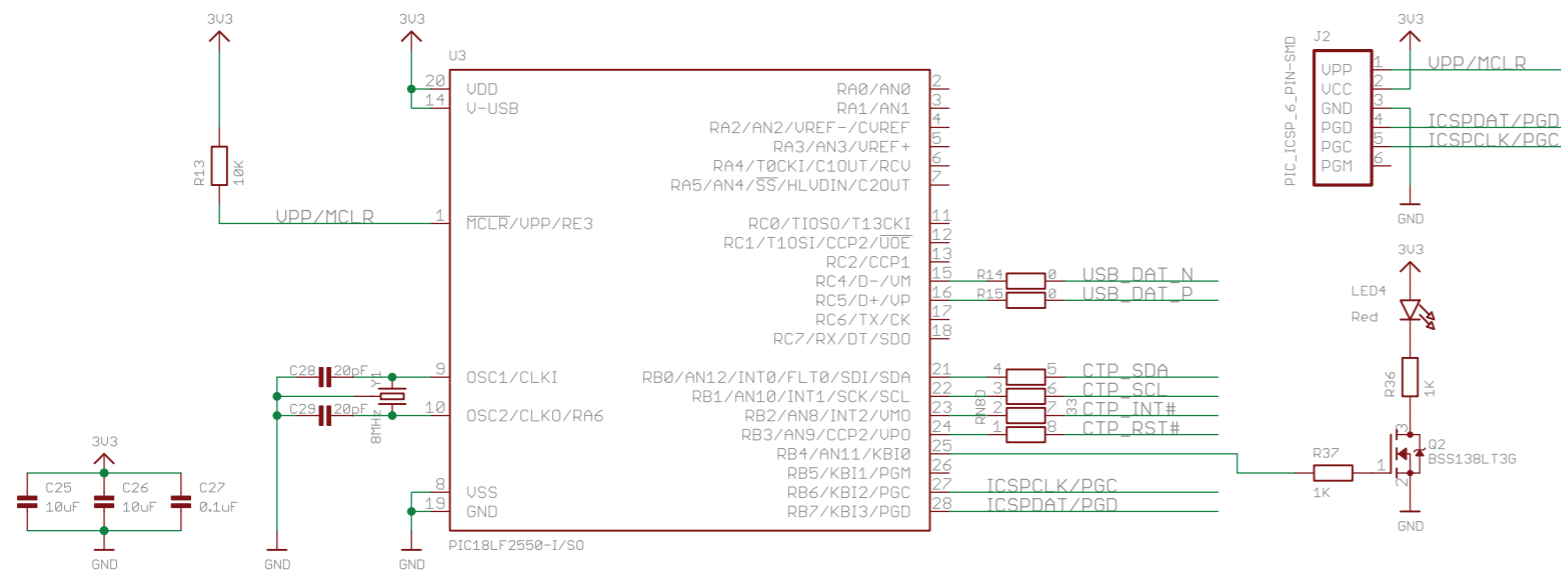 3V3
3V3
3V3
U3
J2
PIC_ICSP_6_PIN-SMD
20 VDD
14 V-USB
1 MCLR/VPP/RE3
9 OSC1/CLKI
10 OSC2/CLKO/RA6
8 VSS
19 GND
RA0/AN0 2
RA1/AN1 3
RA2/AN2/VREF-/CVREF 4
RA3/AN3/VREF+ 5
RA4/T0CKI/C1OUT/RCV 6
RA5/AN4/SS/HLVDIN/C2OUT 7
RC0/TIOSO/T13CKI 11
RC1/T1OSI/CCP2/UOE 12
RC2/CCP1 13
RC4/D-/VM 15
RC5/D+/VP 16
RC6/TX/CK 17
RC7/RX/DT/SDO 18
RB0/AN12/INT0/FLT0/SDI/SDA 21
RB1/AN10/INT1/SCK/SCL 22
RB2/AN8/INT2/VMO 23
RB3/AN9/CCP2/VPO 24
RB4/AN11/KBI0 25
RB5/KBI1/PGM 26
RB6/KBI2/PGC 27
RB7/KBI3/PGD 28
PIC18LF2550-I/SO
R13
10K
VPP/MCLR
C28 20pF
C29 20pF
Y1
8MHz
3V3
C25
10uF
C26
10uF
C27
0.1uF
GND
GND
GND
R14 0 USB_DAT_N
R15 0 USB_DAT_P
4 5 CTP_SDA
3 6 CTP_SCL
2 7 CTP_INT#
1 8 CTP_RST#
RN8D
33
ICSPCLK/PGC
ICSPDAT/PGD
VPP 1 VPP/MCLR
VCC 2
GND 3
PGD 4 ICSPDAT/PGD
PGC 5 ICSPCLK/PGC
PGM 6
GND
3V3
LED4
Red
R36
1K
R37
1K
3
1
2
Q2
BSS138LT3G
GND